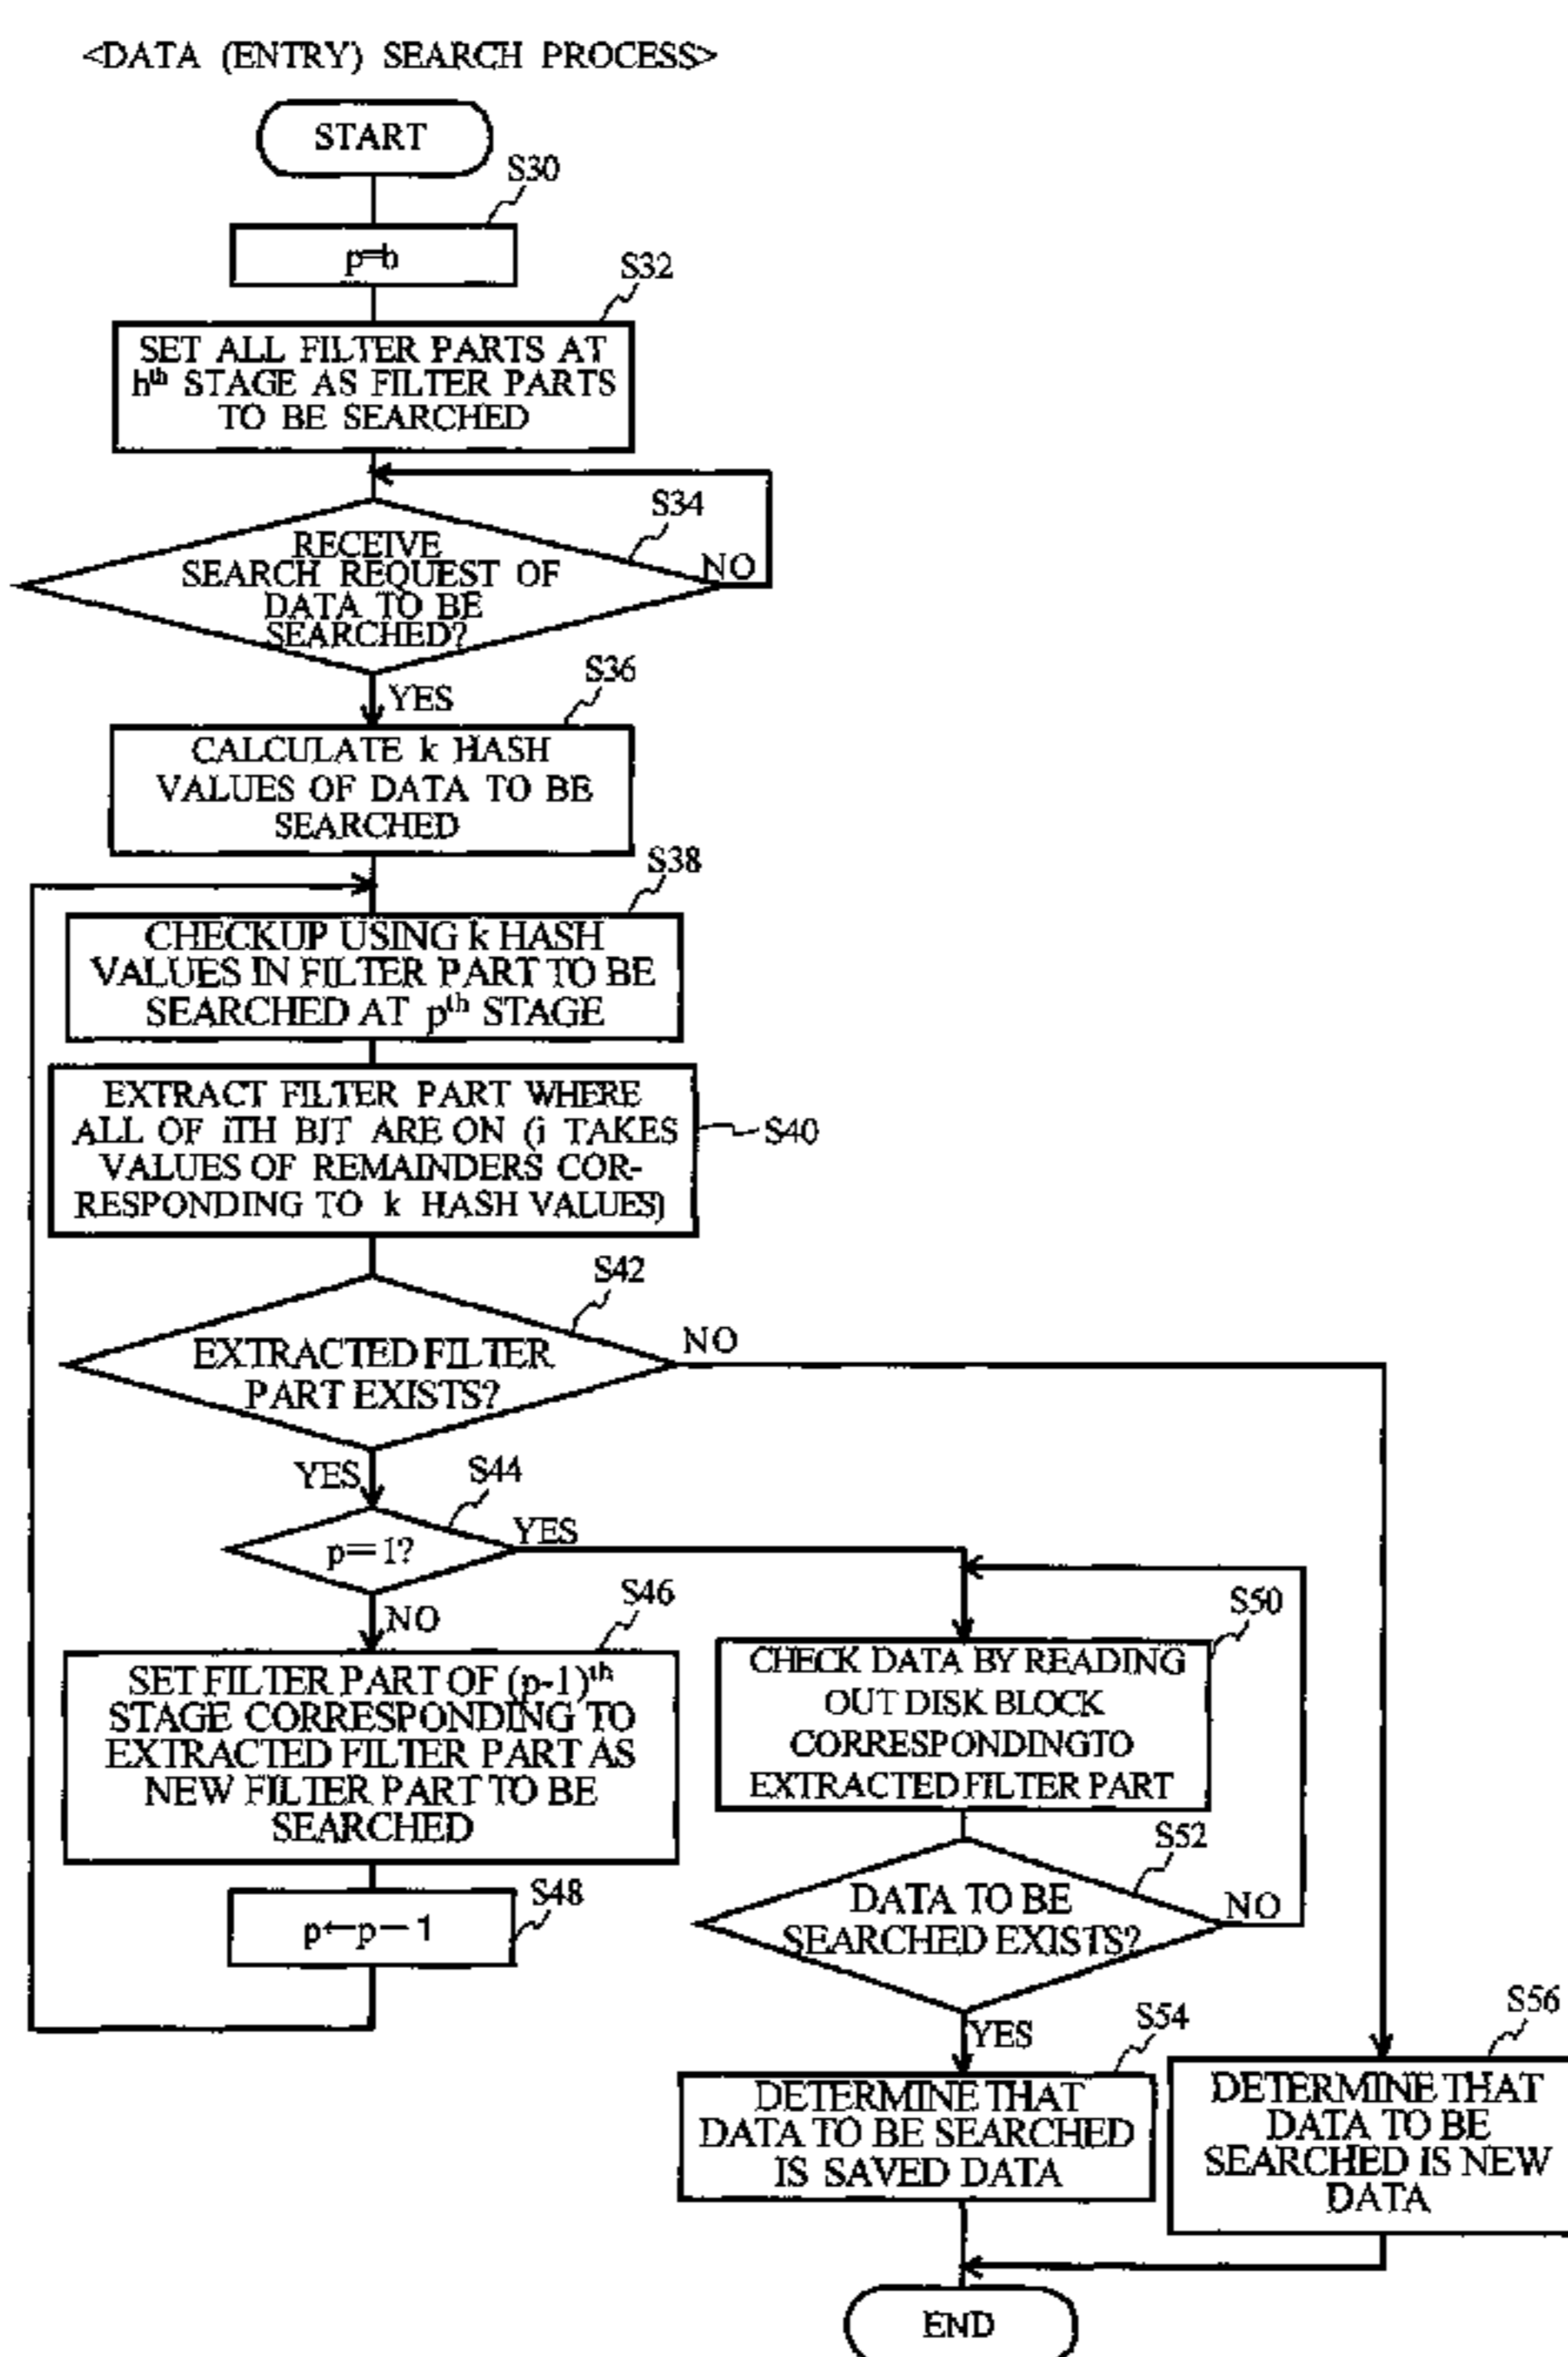 <DATA (ENTRY) SEARCH PROCESS>
START
S30
p=b
S32
SET ALL FILTER PARTS AT
hth STAGE AS FILTER PARTS
TO BE SEARCHED
S34
RECEIVE
SEARCH REQUEST OF
DATA TO BE
SEARCHED?
NO
YES
S36
CALCULATE k HASH
VALUES OF DATA TO BE
SEARCHED
S38
CHECKUP USING k HASH
VALUES IN FILTER PART TO BE
SEARCHED AT pth STAGE
EXTRACT FILTER PART WHERE
ALL OF iTH BIT ARE ON (i TAKES
VALUES OF REMAINDERS COR-
RESPONDING TO k HASH VALUES)
S40
S42
EXTRACTED FILTER
PART EXISTS?
NO
YES
S44
p=1?
YES
NO
S46
SET FILTER PART OF (p-1)th
STAGE CORRESPONDING TO
EXTRACTED FILTER PART AS
NEW FILTER PART TO BE
SEARCHED
S48
p←p-1
S50
CHECK DATA BY READING
OUT DISK BLOCK
CORRESPONDINGTO
EXTRACTED FILTER PART
S52
DATA TO BE
SEARCHED EXISTS?
NO
YES
S54
DETERMINE THAT
DATA TO BE SEARCHED
IS SAVED DATA
S56
DETERMINE THAT
DATA TO BE
SEARCHED IS NEW
DATA
END